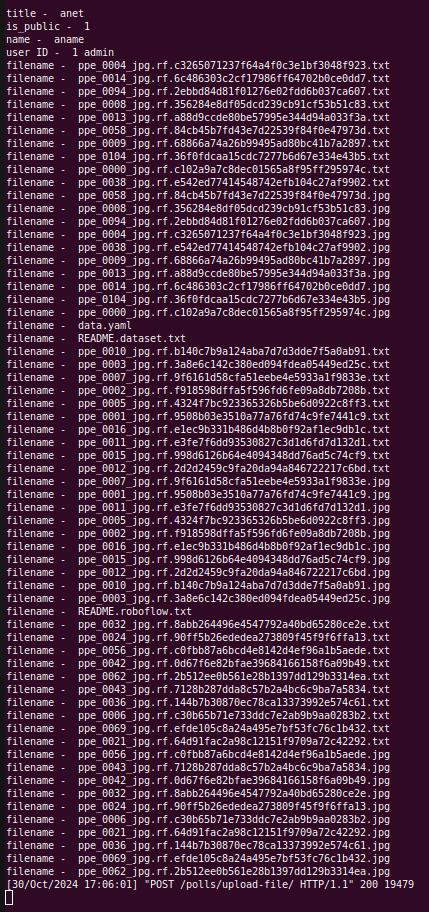 title -  anet
is_public -  1
name -  aname
user ID -  1 admin
filename -  ppe_0004_jpg.rf.c3265071237f64a4f0c3e1bf3048f923.txt
filename -  ppe_0014_jpg.rf.6c486303c2cf17986ff64702b0ce0dd7.txt
filename -  ppe_0094_jpg.rf.2ebbd84d81f01276e02fdd6b037ca607.txt
filename -  ppe_0008_jpg.rf.356284e8df05dcd239cb91cf53b51c83.txt
filename -  ppe_0013_jpg.rf.a88d9ccde80be57995e344d94a033f3a.txt
filename -  ppe_0058_jpg.rf.84cb45b7fd43e7d22539f84f0e47973d.txt
filename -  ppe_0009_jpg.rf.68866a74a26b99495ad80bc41b7a2897.txt
filename -  ppe_0104_jpg.rf.36f0fdcaa15cdc7277b6d67e334e43b5.txt
filename -  ppe_0000_jpg.rf.c102a9a7c8dec01565a8f95ff295974c.txt
filename -  ppe_0038_jpg.rf.e542ed77414548742efb104c27af9902.txt
filename -  ppe_0058_jpg.rf.84cb45b7fd43e7d22539f84f0e47973d.jpg
filename -  ppe_0008_jpg.rf.356284e8df05dcd239cb91cf53b51c83.jpg
filename -  ppe_0094_jpg.rf.2ebbd84d81f01276e02fdd6b037ca607.jpg
filename -  ppe_0004_jpg.rf.c3265071237f64a4f0c3e1bf3048f923.jpg
filename -  ppe_0038_jpg.rf.e542ed77414548742efb104c27af9902.jpg
filename -  ppe_0009_jpg.rf.68866a74a26b99495ad80bc41b7a2897.jpg
filename -  ppe_0013_jpg.rf.a88d9ccde80be57995e344d94a033f3a.jpg
filename -  ppe_0014_jpg.rf.6c486303c2cf17986ff64702b0ce0dd7.jpg
filename -  ppe_0104_jpg.rf.36f0fdcaa15cdc7277b6d67e334e43b5.jpg
filename -  ppe_0000_jpg.rf.c102a9a7c8dec01565a8f95ff295974c.jpg
filename -  data.yaml
filename -  README.dataset.txt
filename -  ppe_0010_jpg.rf.b140c7b9a124aba7d7d3dde7f5a0ab91.txt
filename -  ppe_0003_jpg.rf.3a8e6c142c380ed094fdea05449ed25c.txt
filename -  ppe_0007_jpg.rf.9f6161d58cfa51eebe4e5933a1f9833e.txt
filename -  ppe_0002_jpg.rf.f918598dffa5f596fd6fe09a8db7208b.txt
filename -  ppe_0005_jpg.rf.4324f7bc923365326b5be6d0922c8ff3.txt
filename -  ppe_0001_jpg.rf.9508b03e3510a77a76fd74c9fe7441c9.txt
filename -  ppe_0016_jpg.rf.e1ec9b331b486d4b8b0f92af1ec9db1c.txt
filename -  ppe_0011_jpg.rf.e3fe7f6dd93530827c3d1d6fd7d132d1.txt
filename -  ppe_0015_jpg.rf.998d6126b64e4094348dd76ad5c74cf9.txt
filename -  ppe_0012_jpg.rf.2d2d2459c9fa20da94a846722217c6bd.txt
filename -  ppe_0007_jpg.rf.9f6161d58cfa51eebe4e5933a1f9833e.jpg
filename -  ppe_0001_jpg.rf.9508b03e3510a77a76fd74c9fe7441c9.jpg
filename -  ppe_0011_jpg.rf.e3fe7f6dd93530827c3d1d6fd7d132d1.jpg
filename -  ppe_0005_jpg.rf.4324f7bc923365326b5be6d0922c8ff3.jpg
filename -  ppe_0002_jpg.rf.f918598dffa5f596fd6fe09a8db7208b.jpg
filename -  ppe_0016_jpg.rf.e1ec9b331b486d4b8b0f92af1ec9db1c.jpg
filename -  ppe_0015_jpg.rf.998d6126b64e4094348dd76ad5c74cf9.jpg
filename -  ppe_0012_jpg.rf.2d2d2459c9fa20da94a846722217c6bd.jpg
filename -  ppe_0010_jpg.rf.b140c7b9a124aba7d7d3dde7f5a0ab91.jpg
filename -  ppe_0003_jpg.rf.3a8e6c142c380ed094fdea05449ed25c.jpg
filename -  README.roboflow.txt
filename -  ppe_0032_jpg.rf.8abb264496e4547792a40bd65280ce2e.txt
filename -  ppe_0024_jpg.rf.90ff5b26ededea273809f45f9f6ffa13.txt
filename -  ppe_0056_jpg.rf.c0fbb87a6bcd4e8142d4ef96a1b5aede.txt
filename -  ppe_0042_jpg.rf.0d67f6e82bfae39684166158f6a09b49.txt
filename -  ppe_0062_jpg.rf.2b512ee0b561e28b1397dd129b3314ea.txt
filename -  ppe_0043_jpg.rf.7128b287dda8c57b2a4bc6c9ba7a5834.txt
filename -  ppe_0036_jpg.rf.144b7b30870ec78ca13373992e574c61.txt
filename -  ppe_0006_jpg.rf.c30b65b71e733ddc7e2ab9b9aa0283b2.txt
filename -  ppe_0069_jpg.rf.efde105c8a24a495e7bf53fc76c1b432.txt
filename -  ppe_0021_jpg.rf.64d91fac2a98c12151f9709a72c42292.txt
filename -  ppe_0056_jpg.rf.c0fbb87a6bcd4e8142d4ef96a1b5aede.jpg
filename -  ppe_0043_jpg.rf.7128b287dda8c57b2a4bc6c9ba7a5834.jpg
filename -  ppe_0042_jpg.rf.0d67f6e82bfae39684166158f6a09b49.jpg
filename -  ppe_0032_jpg.rf.8abb264496e4547792a40bd65280ce2e.jpg
filename -  ppe_0024_jpg.rf.90ff5b26ededea273809f45f9f6ffa13.jpg
filename -  ppe_0006_jpg.rf.c30b65b71e733ddc7e2ab9b9aa0283b2.jpg
filename -  ppe_0021_jpg.rf.64d91fac2a98c12151f9709a72c42292.jpg
filename -  ppe_0036_jpg.rf.144b7b30870ec78ca13373992e574c61.jpg
filename -  ppe_0069_jpg.rf.efde105c8a24a495e7bf53fc76c1b432.jpg
filename -  ppe_0062_jpg.rf.2b512ee0b561e28b1397dd129b3314ea.jpg
[30/Oct/2024 17:06:01] "POST /polls/upload-file/ HTTP/1.1" 200 19479